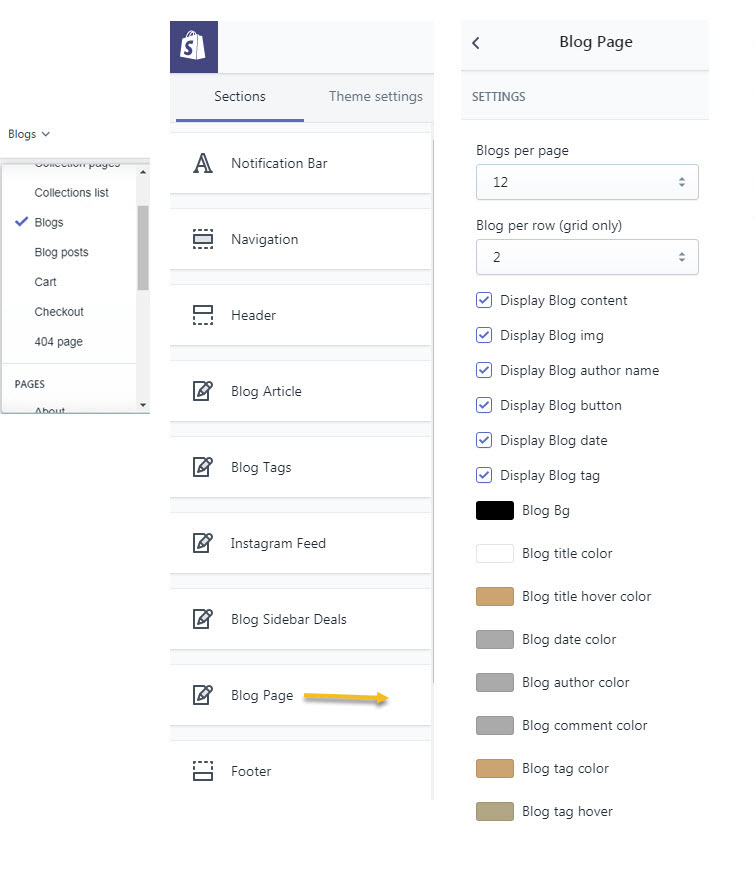 Blogs
Collection pages
Collections list
Blogs
Blog posts
Cart
Checkout
404 page
PAGES
About
Sections
Theme settings
Notification Bar
Navigation
Header
Blog Article
Blog Tags
Instagram Feed
Blog Sidebar Deals
Blog Page
Footer
Blog Page
SETTINGS
Blogs per page
12
Blog per row (grid only)
2
Display Blog content
Display Blog img
Display Blog author name
Display Blog button
Display Blog date
Display Blog tag
Blog Bg
Blog title color
Blog title hover color
Blog date color
Blog author color
Blog comment color
Blog tag color
Blog tag hover